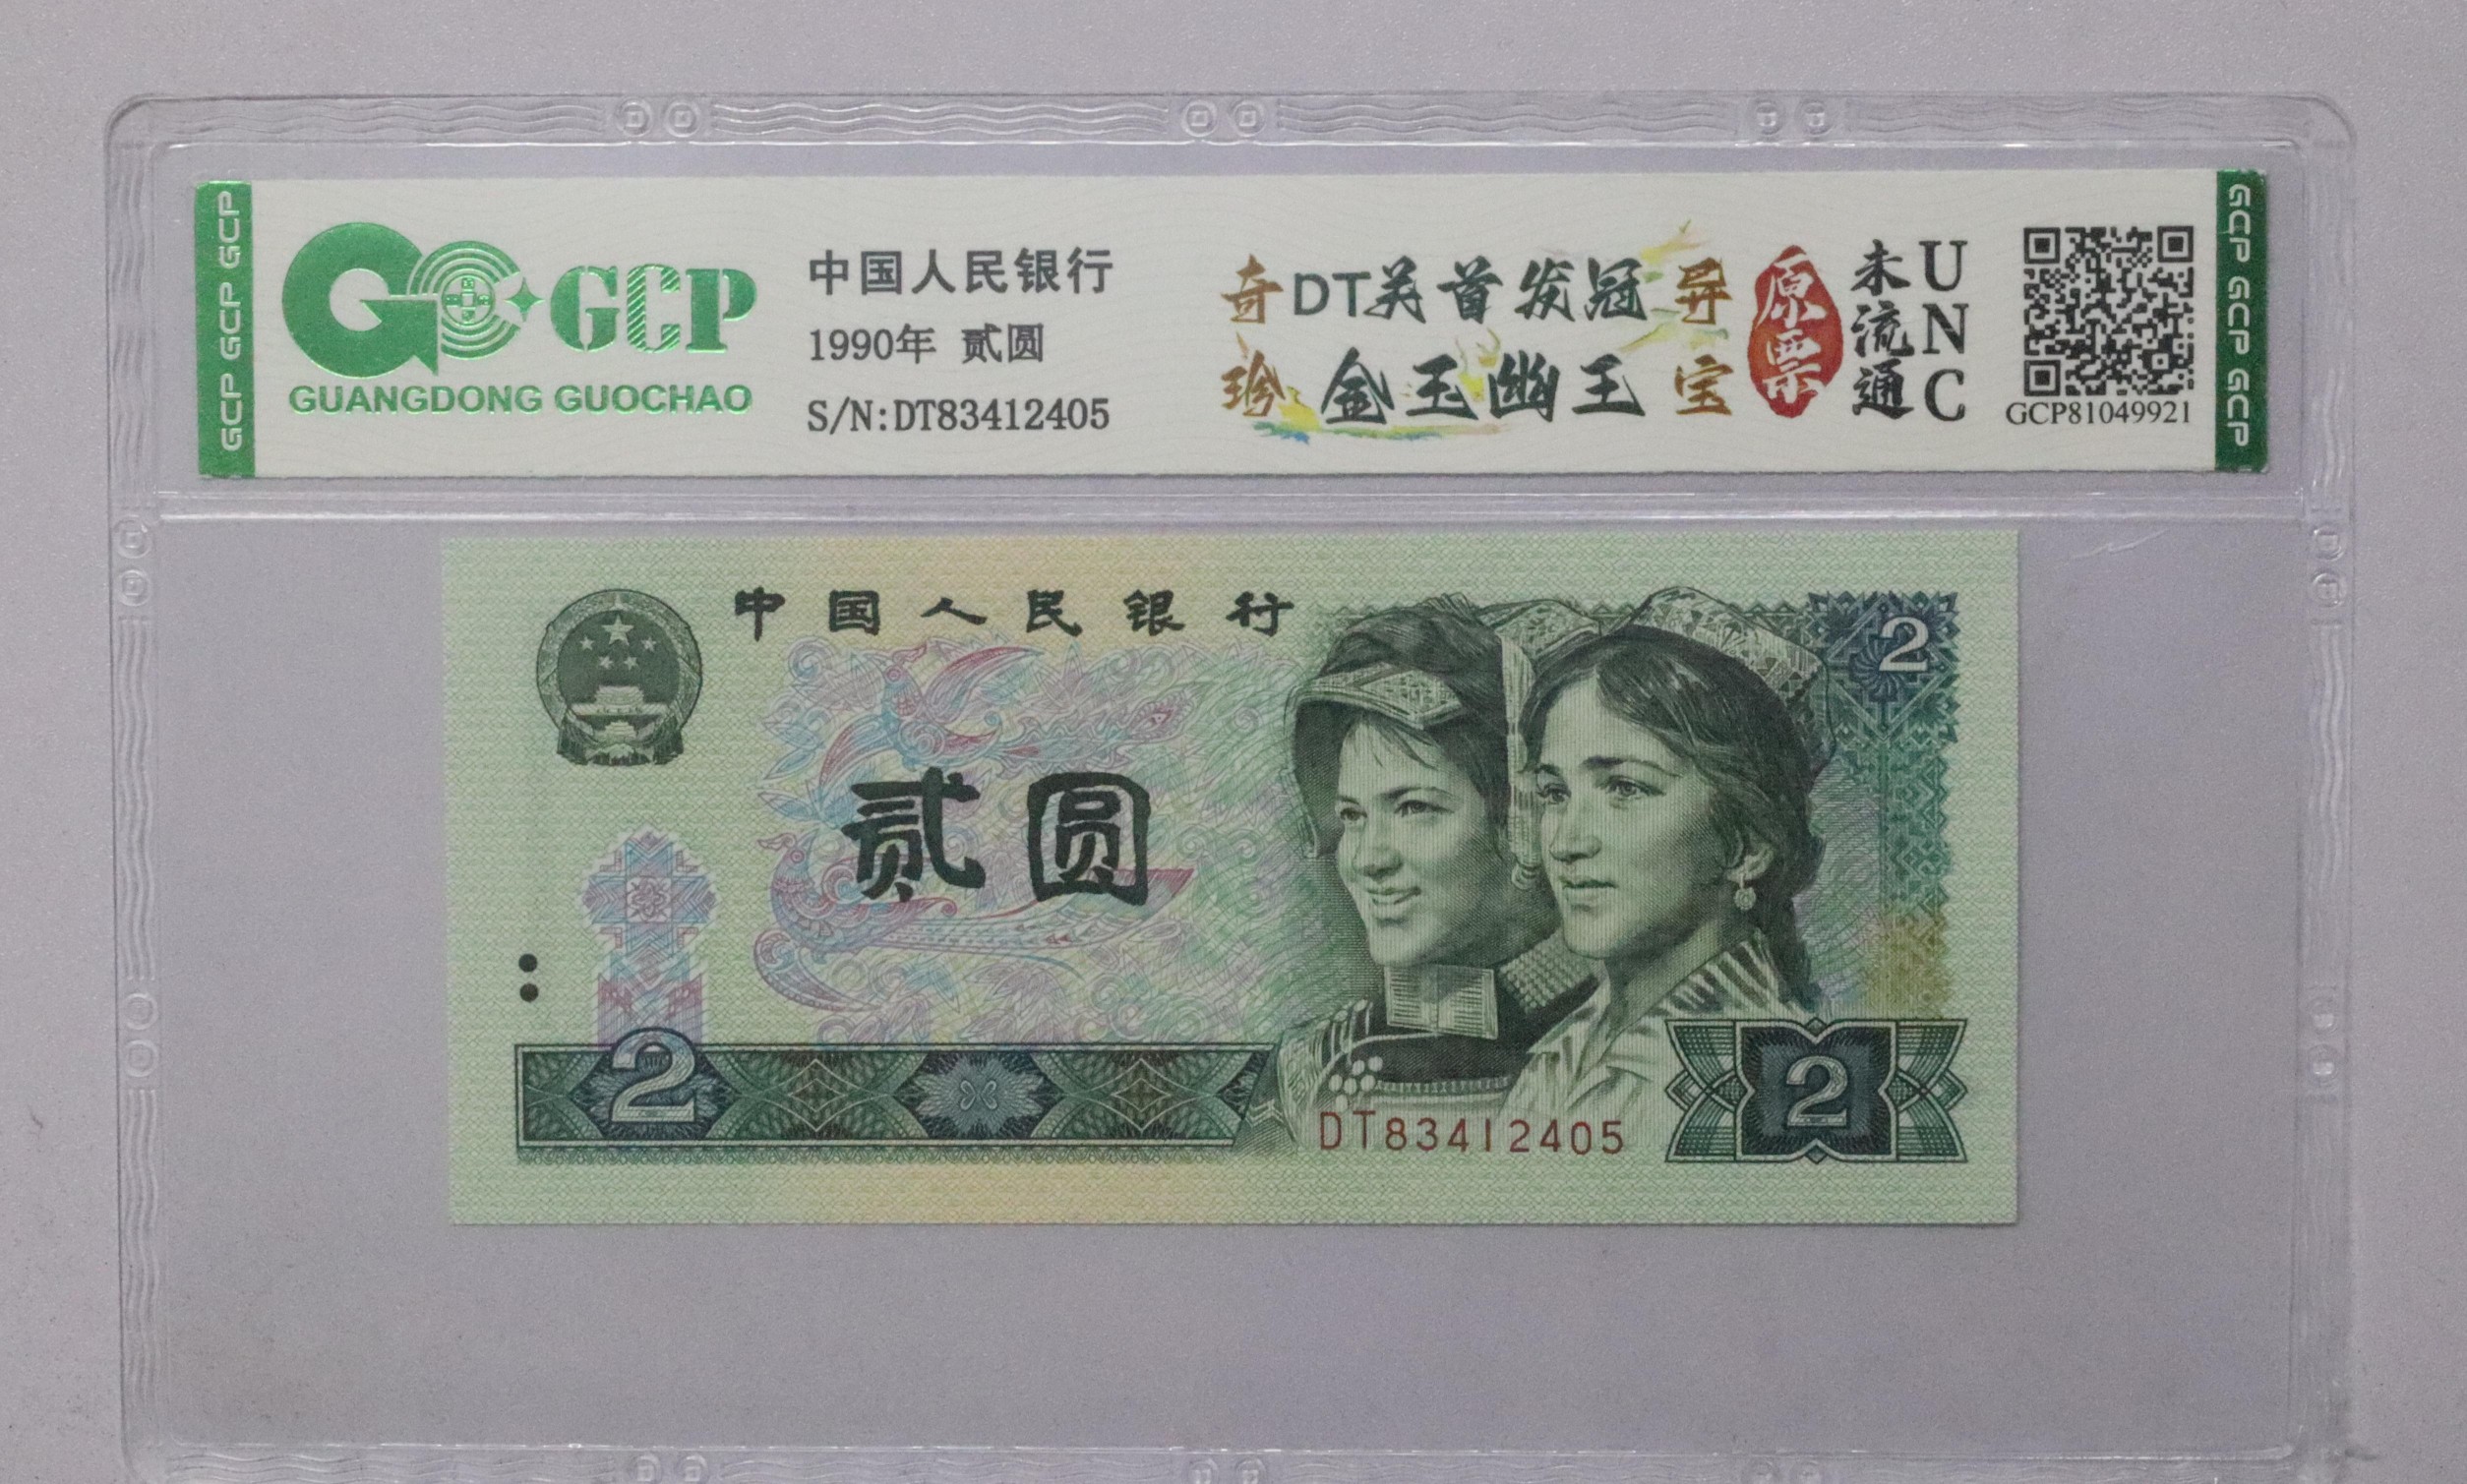 GCP GCP GCP
GCP
GUANGDONG GUOCHAO
中国人民银行
1990年 贰圆
S/N:DT83412405
奇DT关首发冠异
珍金玉幽王宝
原票
未流通
UNC
GCP81049921
GCP GCP GCP
中国人民银行
贰圆
2
2
2
DT83412405